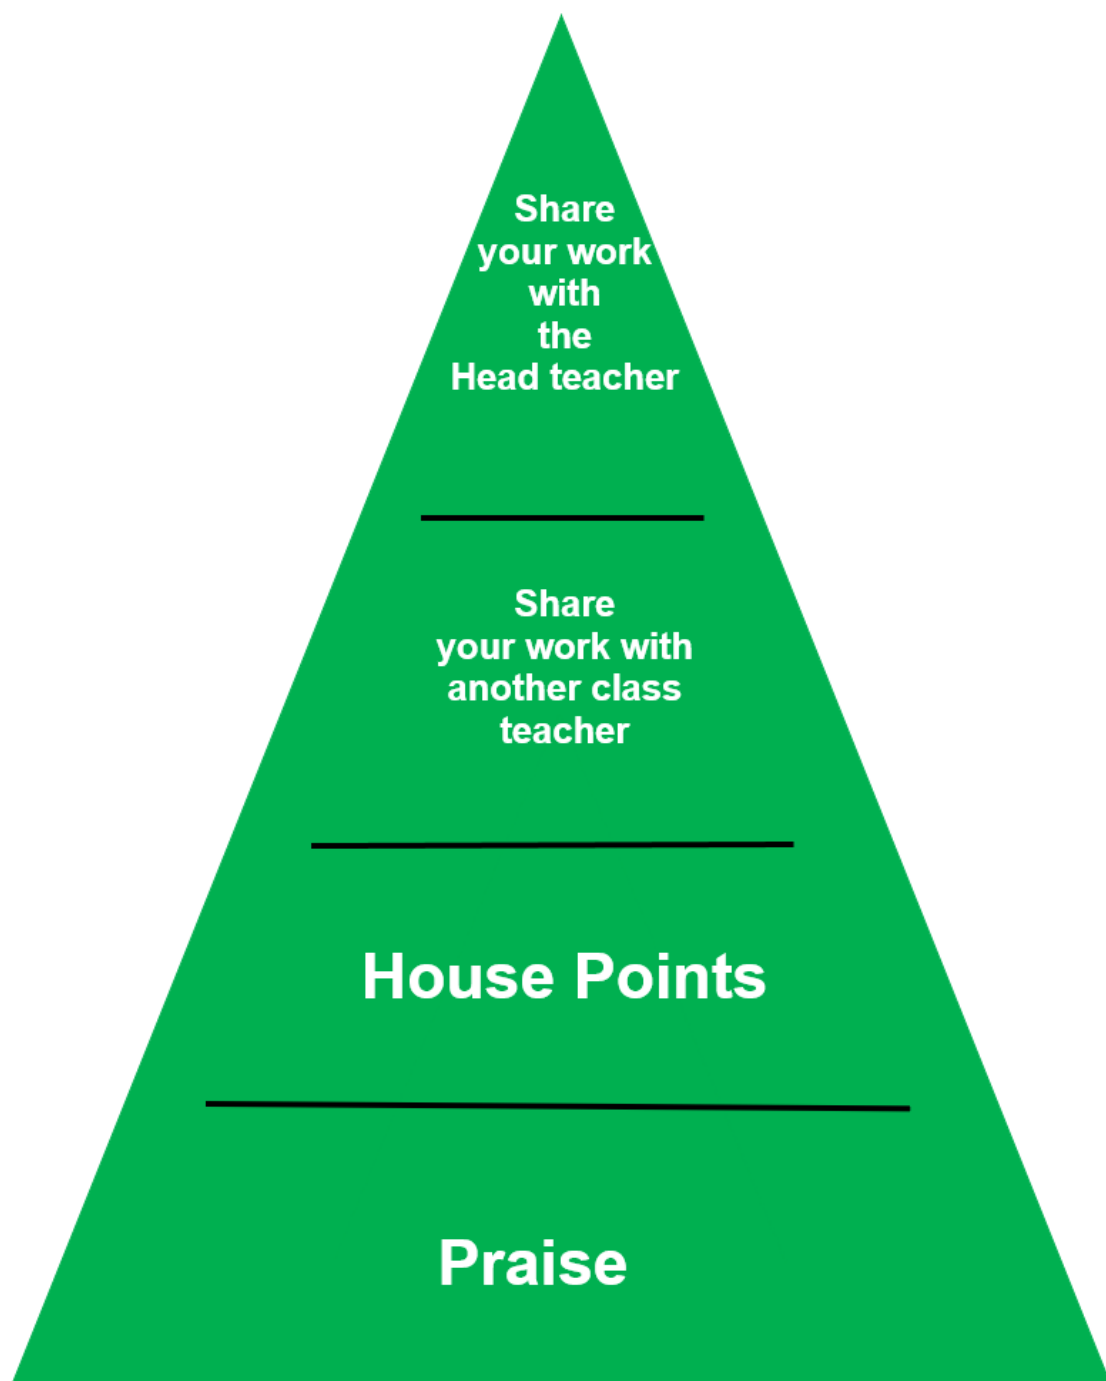 Share
your work
with
the
Head teacher
Share
your work with
another class
teacher
House Points
Praise